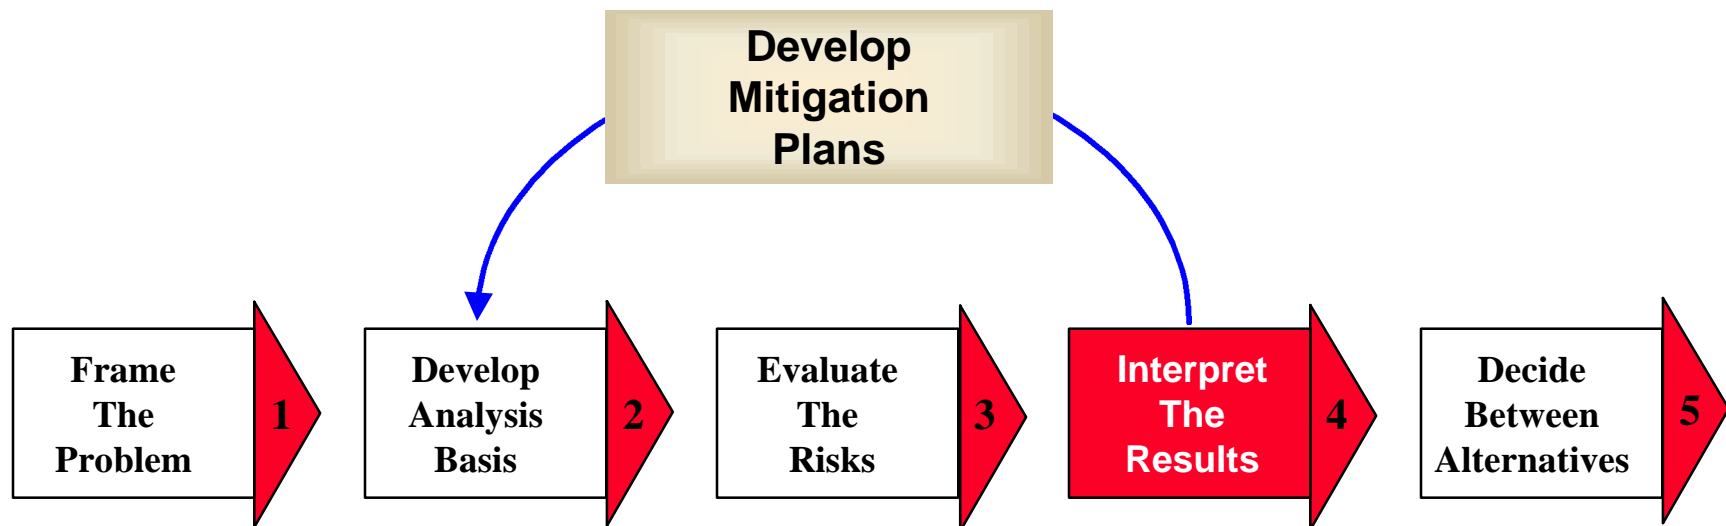 Develop
Mitigation
Plans
Frame
The
Problem
1
Develop
Analysis
Basis
2
Evaluate
The
Risks
3
Interpret
The
Results
4
Decide
Between
Alternatives
5